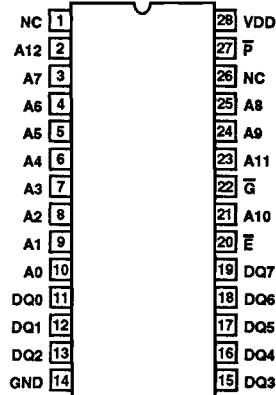 NC 1 28 VDD
A12 2 27 P̅
A7 3 26 NC
A6 4 25 A8
A5 5 24 A9
A4 6 23 A11
A3 7 22 G̅
A2 8 21 A10
A1 9 20 E̅
A0 10 19 DQ7
DQ0 11 18 DQ6
DQ1 12 17 DQ5
DQ2 13 16 DQ4
GND 14 15 DQ3